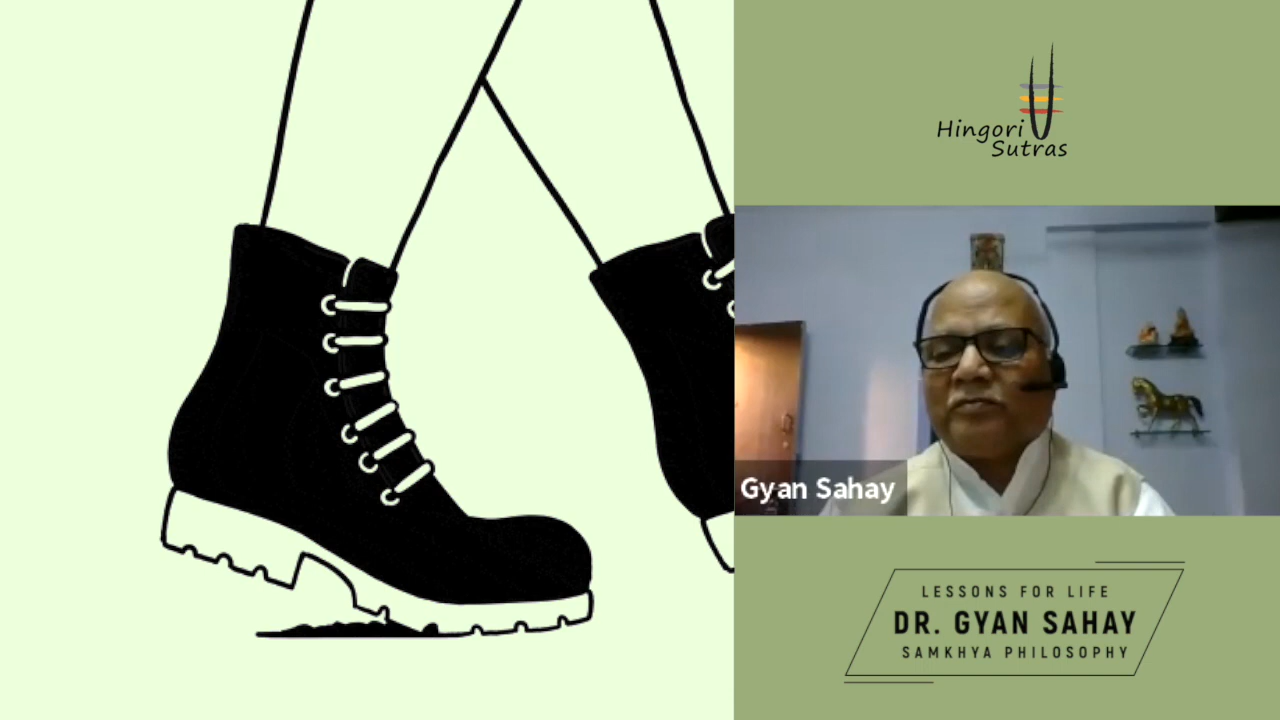 Hingori
Sutras
Gyan Sahay
LESSONS FOR LIFE
DR. GYAN SAHAY
SAMKHYA PHILOSOPHY